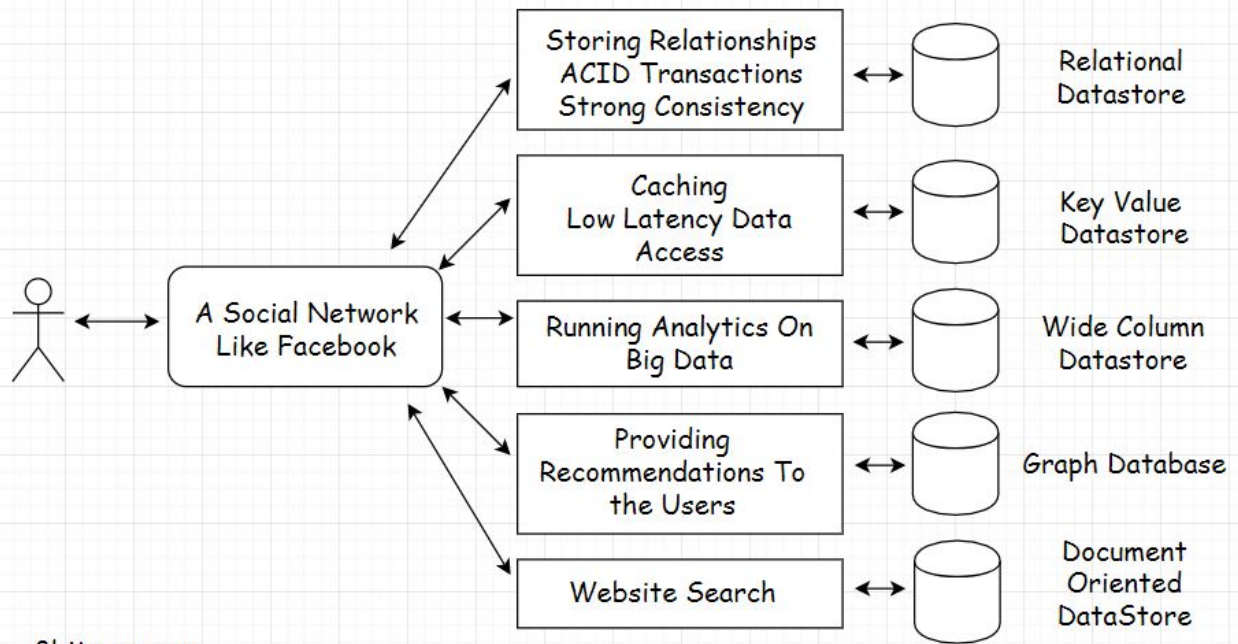 Storing Relationships
ACID Transactions
Strong Consistency
Relational
Datastore
Caching
Low Latency Data
Access
Key Value
Datastore
A Social Network
Like Facebook
Running Analytics On
Big Data
Wide Column
Datastore
Providing
Recommendations To
the Users
Graph Database
Website Search
Document
Oriented
DataStore